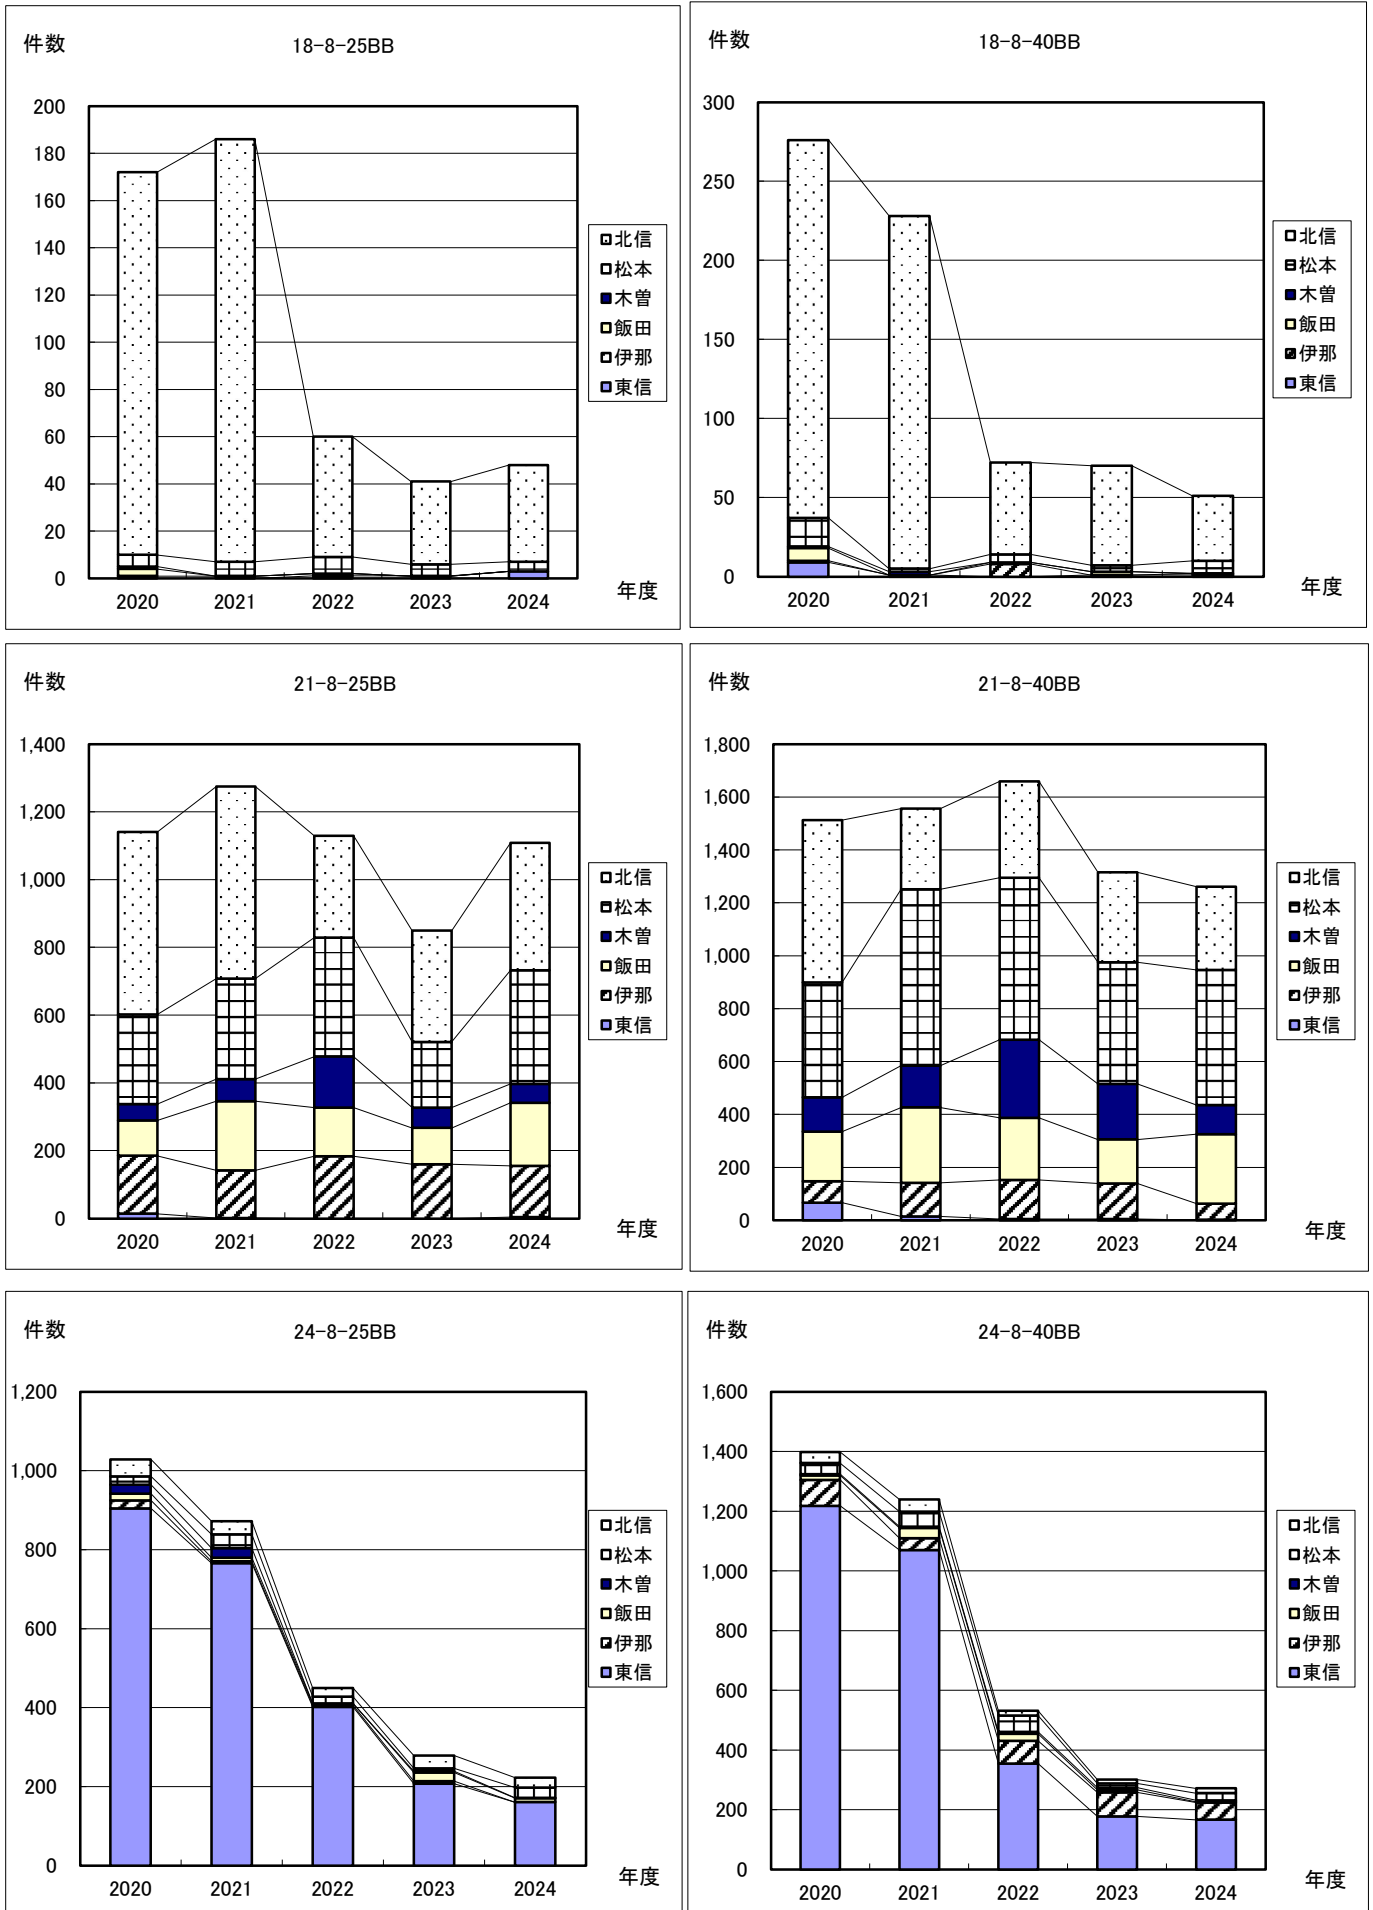 件数
18-8-25BB
200
180
160
140
120
100
80
60
40
20
0
2020 2021 2022 2023 2024
年度
北信
松本
木曽
飯田
伊那
東信
件数
18-8-40BB
300
250
200
150
100
50
0
2020 2021 2022 2023 2024
年度
北信
松本
木曽
飯田
伊那
東信
件数
21-8-25BB
1,400
1,200
1,000
800
600
400
200
0
2020 2021 2022 2023 2024
年度
北信
松本
木曽
飯田
伊那
東信
件数
21-8-40BB
1,800
1,600
1,400
1,200
1,000
800
600
400
200
0
2020 2021 2022 2023 2024
年度
北信
松本
木曽
飯田
伊那
東信
件数
24-8-25BB
1,200
1,000
800
600
400
200
0
2020 2021 2022 2023 2024
年度
北信
松本
木曽
飯田
伊那
東信
件数
24-8-40BB
1,600
1,400
1,200
1,000
800
600
400
200
0
2020 2021 2022 2023 2024
年度
北信
松本
木曽
飯田
伊那
東信